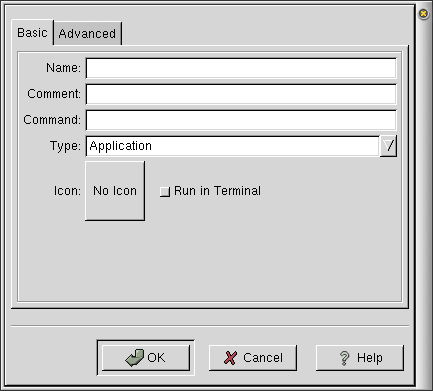 Basic Advanced
Name:
Comment:
Command:
Type: Application
Icon: No Icon Run in Terminal
OK Cancel Help